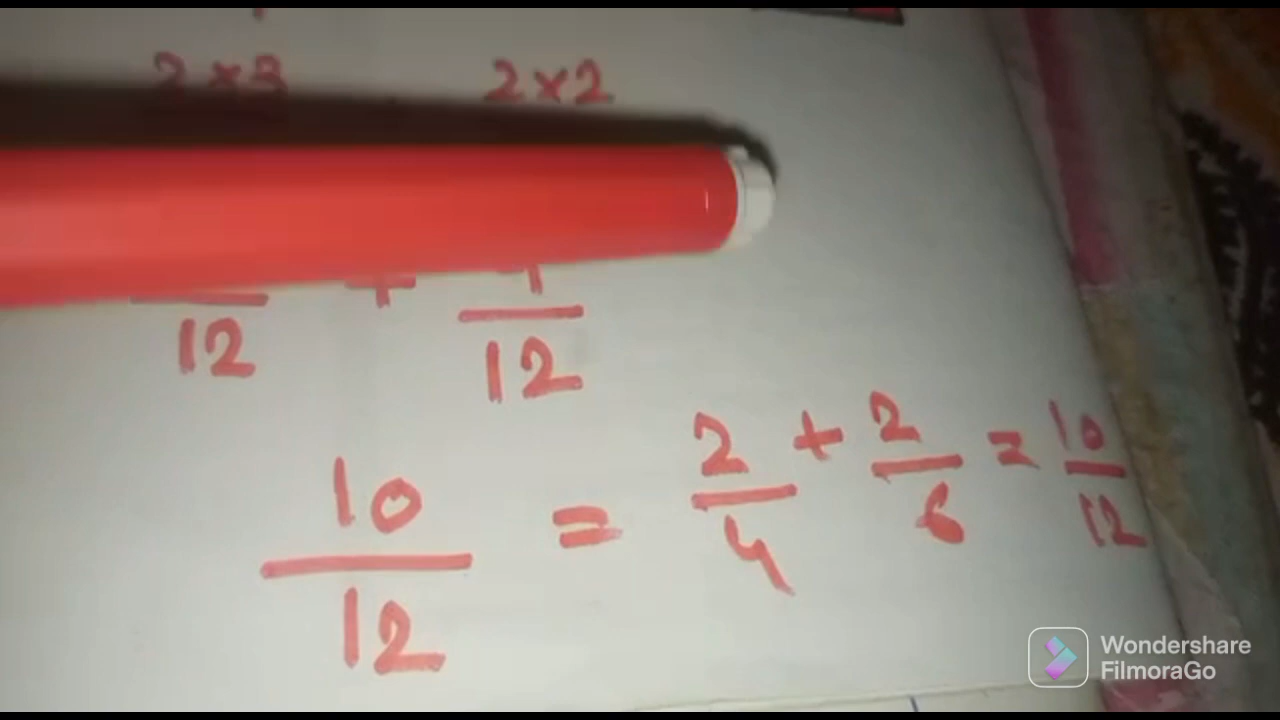 2×3 2×2
12 + 12
10/12 = 2/4 + 2/6 = 10/12
Wondershare
FilmoraGo